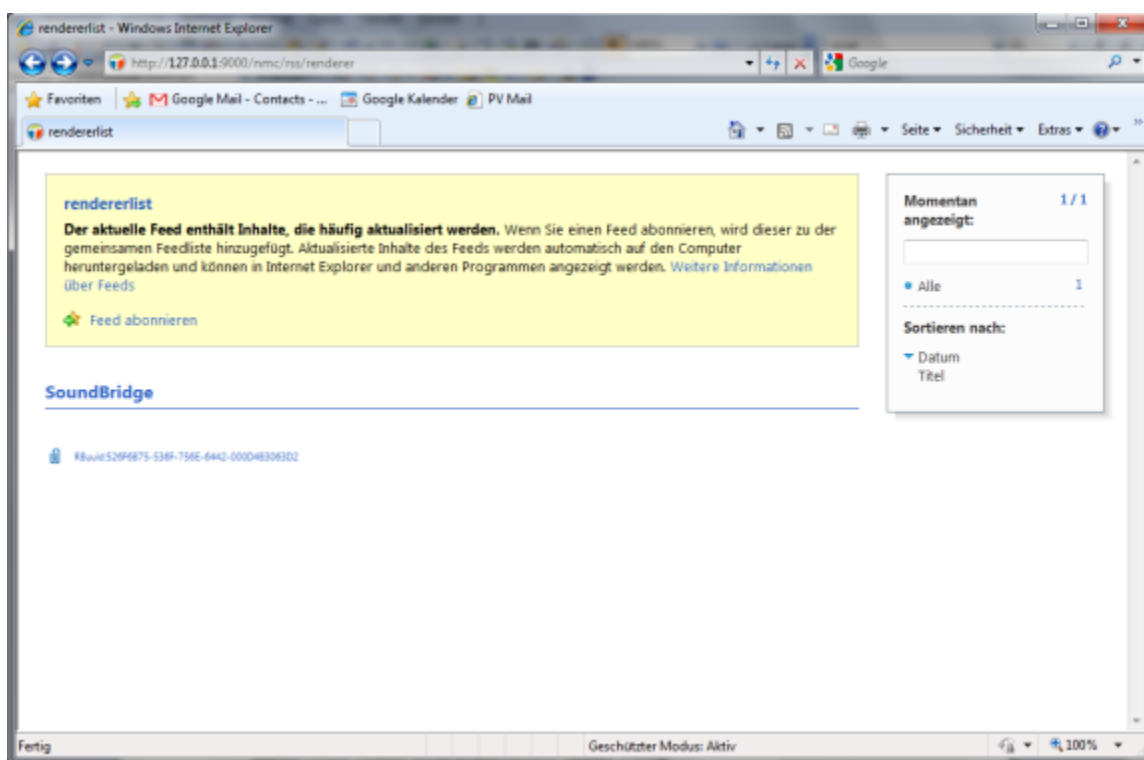 rendererlist - Windows Internet Explorer
http://127.0.0.1:9000/nmc/rss/renderer
Google
Favoriten Google Mail - Contacts - ... Google Kalender PV Mail
rendererlist
Seite Sicherheit Extras
rendererlist
Der aktuelle Feed enthält Inhalte, die häufig aktualisiert werden. Wenn Sie einen Feed abonnieren, wird dieser zu der
gemeinsamen Feedliste hinzugefügt. Aktualisierte Inhalte des Feeds werden automatisch auf den Computer
heruntergeladen und können in Internet Explorer und anderen Programmen angezeigt werden. Weitere Informationen
über Feeds
Feed abonnieren
SoundBridge
Momentan 1 / 1
angezeigt:
Alle 1
Sortieren nach:
Datum
Titel
Fertig
Geschützter Modus: Aktiv
100%